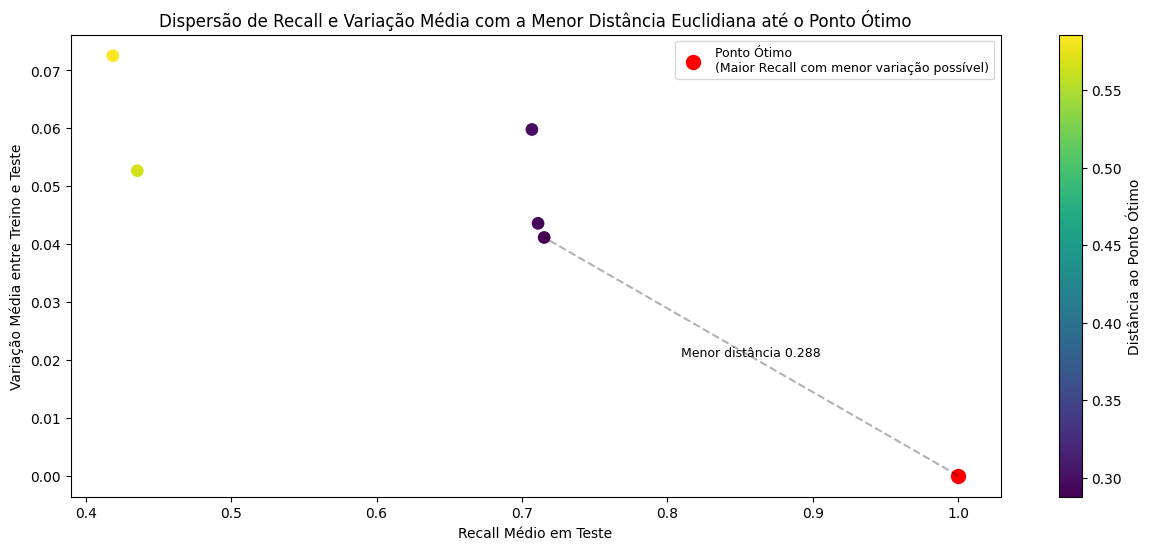 Dispersão de Recall e Variação Média com a Menor Distância Euclidiana até o Ponto Ótimo
Variação Média entre Treino e Teste
0.07
0.06
0.05
0.04
0.03
0.02
0.01
0.00
Ponto Ótimo
(Maior Recall com menor variação possível)
Menor distância 0.288
0.4 0.5 0.6 0.7 0.8 0.9 1.0
Recall Médio em Teste
0.55
0.50
0.45
0.40
0.35
0.30
Distância ao Ponto Ótimo